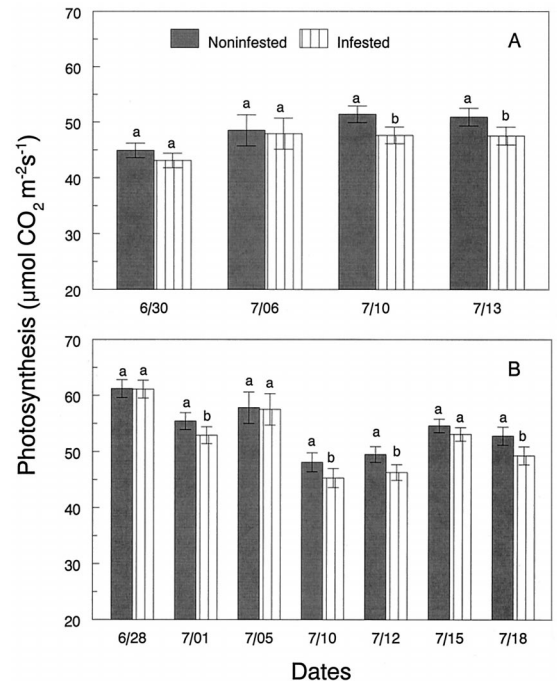 Photosynthesis (μmol CO₂ m⁻²s⁻¹)
70
60
50
40
30
20
Noninfested Infested
A
a a a a a b a b
6/30 7/06 7/10 7/13
70
60
50
40
30
20
B
a a a b a a a b a b a a a b
6/28 7/01 7/05 7/10 7/12 7/15 7/18
Dates